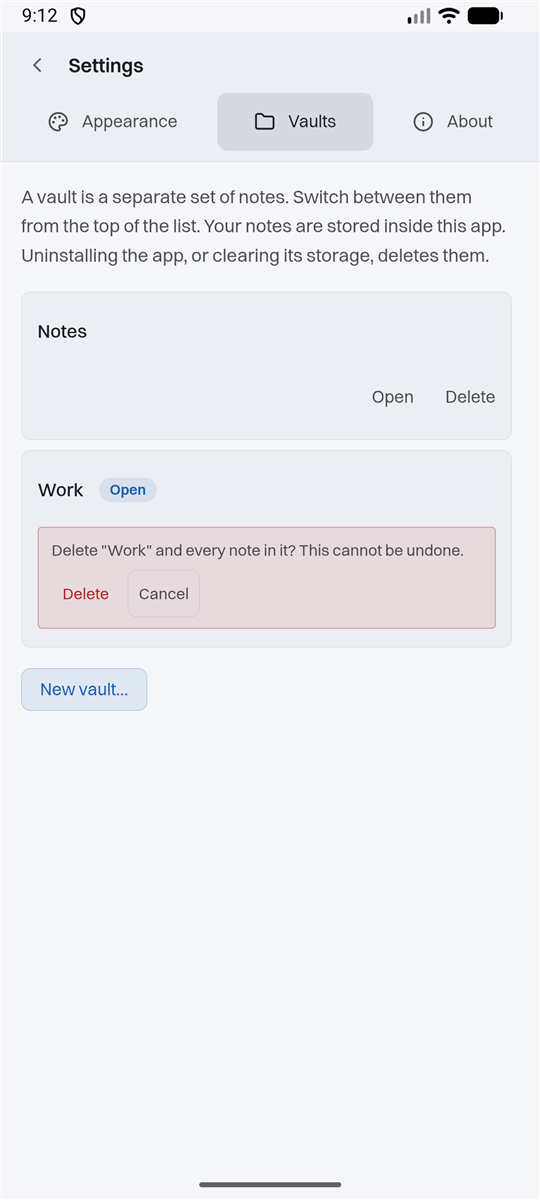 9:12
Settings
Appearance
Vaults
About
A vault is a separate set of notes. Switch between them
from the top of the list. Your notes are stored inside this app.
Uninstalling the app, or clearing its storage, deletes them.
Notes
Open
Delete
Work
Open
Delete "Work" and every note in it? This cannot be undone.
Delete
Cancel
New vault...